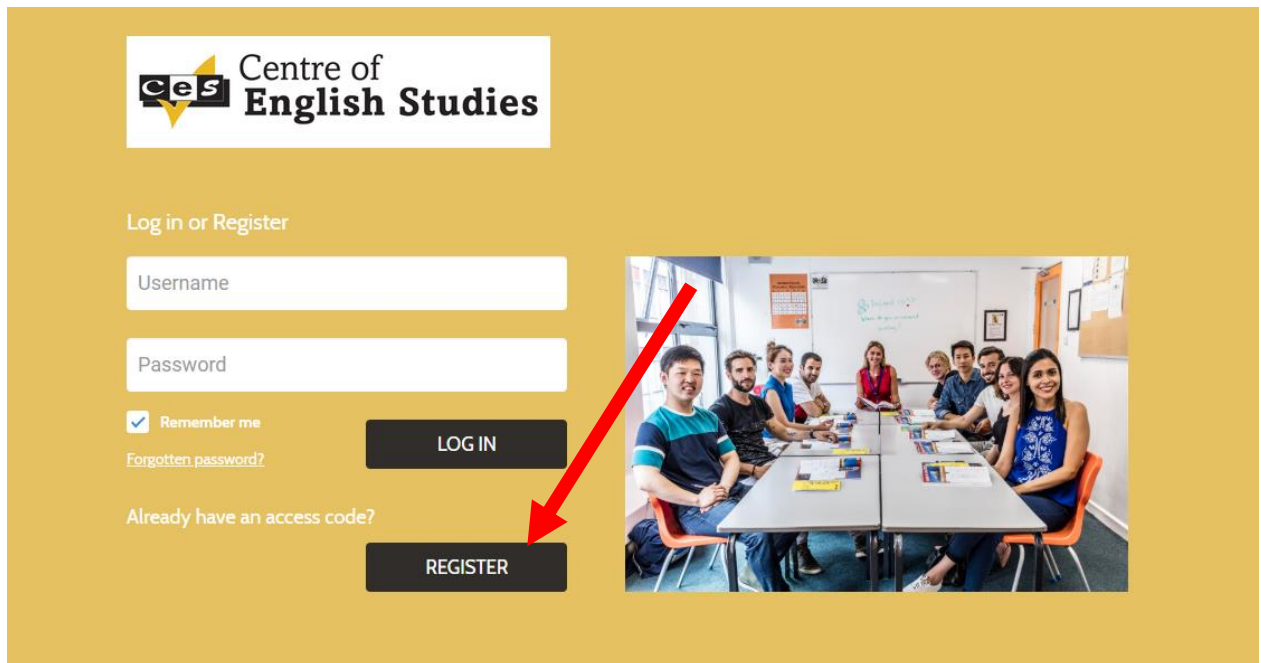 ces Centre of
English Studies
Log in or Register
Username
Password
Remember me
LOG IN
Forgotten password?
Already have an access code?
REGISTER